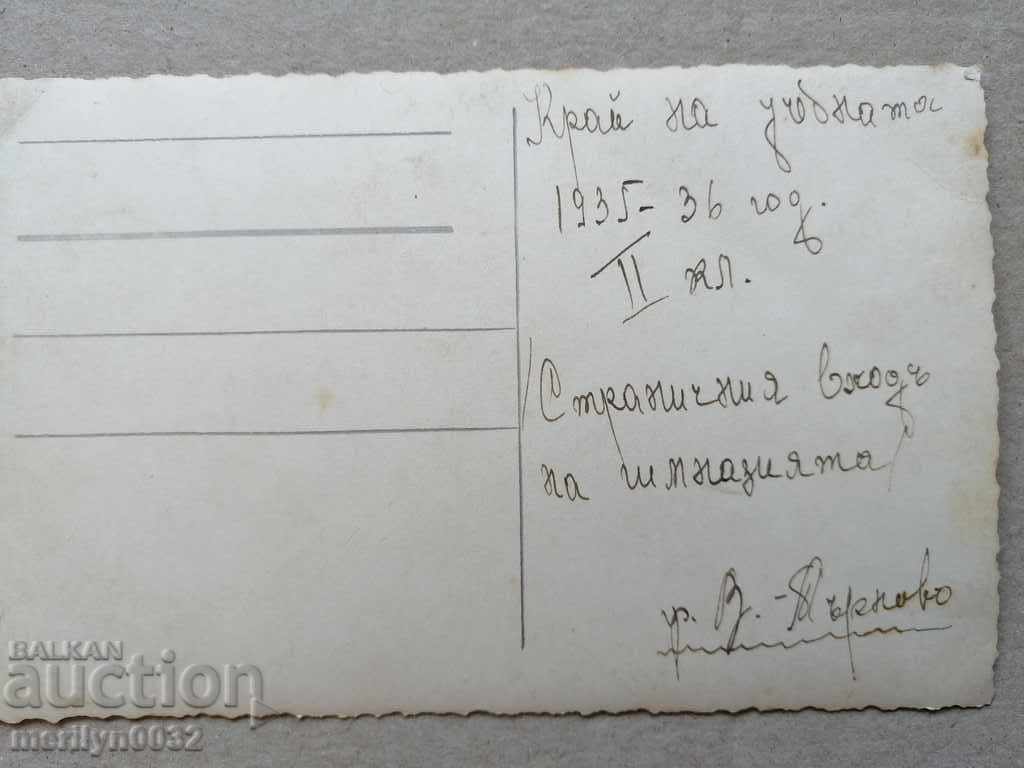 Край на учебната
1935-36 год.
II кл.
/Страничния входъ
на гимназията/
гр. В.-Търново
BALKAN
auction
merilyn0032